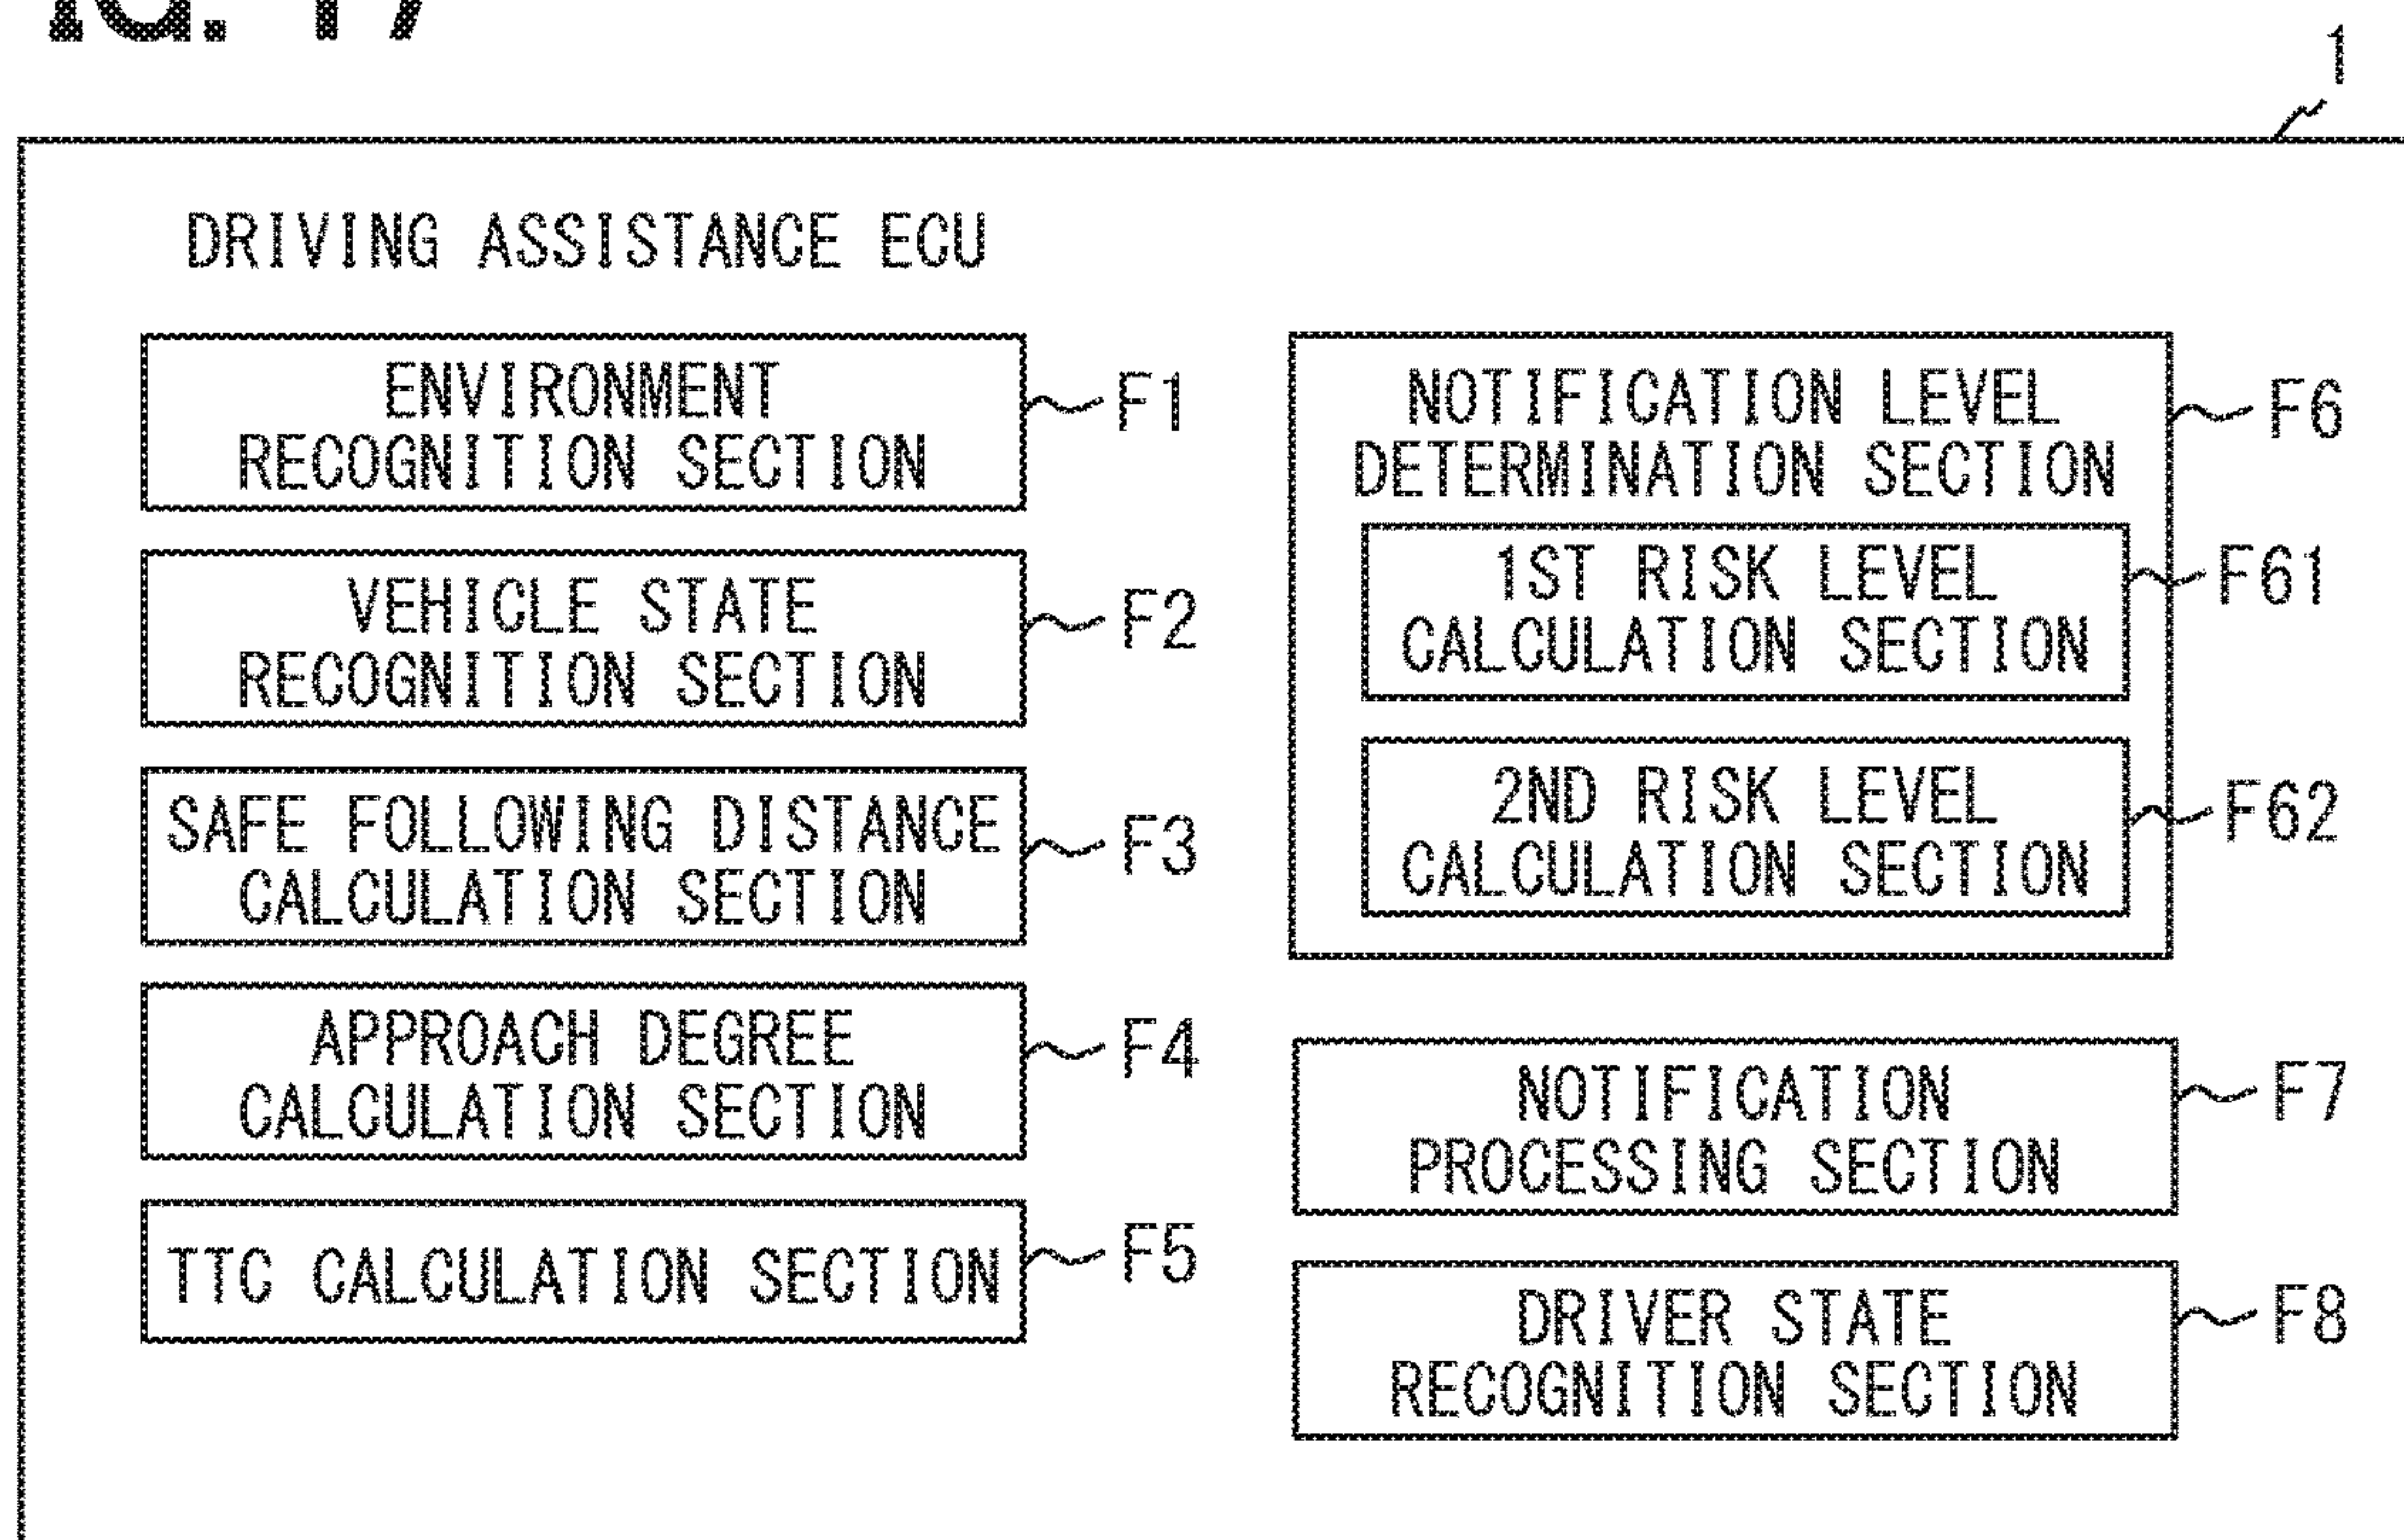 FIG. 17
1
DRIVING ASSISTANCE ECU
ENVIRONMENT
RECOGNITION SECTION
F1
VEHICLE STATE
RECOGNITION SECTION
F2
SAFE FOLLOWING DISTANCE
CALCULATION SECTION
F3
APPROACH DEGREE
CALCULATION SECTION
F4
TTC CALCULATION SECTION
F5
NOTIFICATION LEVEL
DETERMINATION SECTION
F6
1ST RISK LEVEL
CALCULATION SECTION
F61
2ND RISK LEVEL
CALCULATION SECTION
F62
NOTIFICATION
PROCESSING SECTION
F7
DRIVER STATE
RECOGNITION SECTION
F8